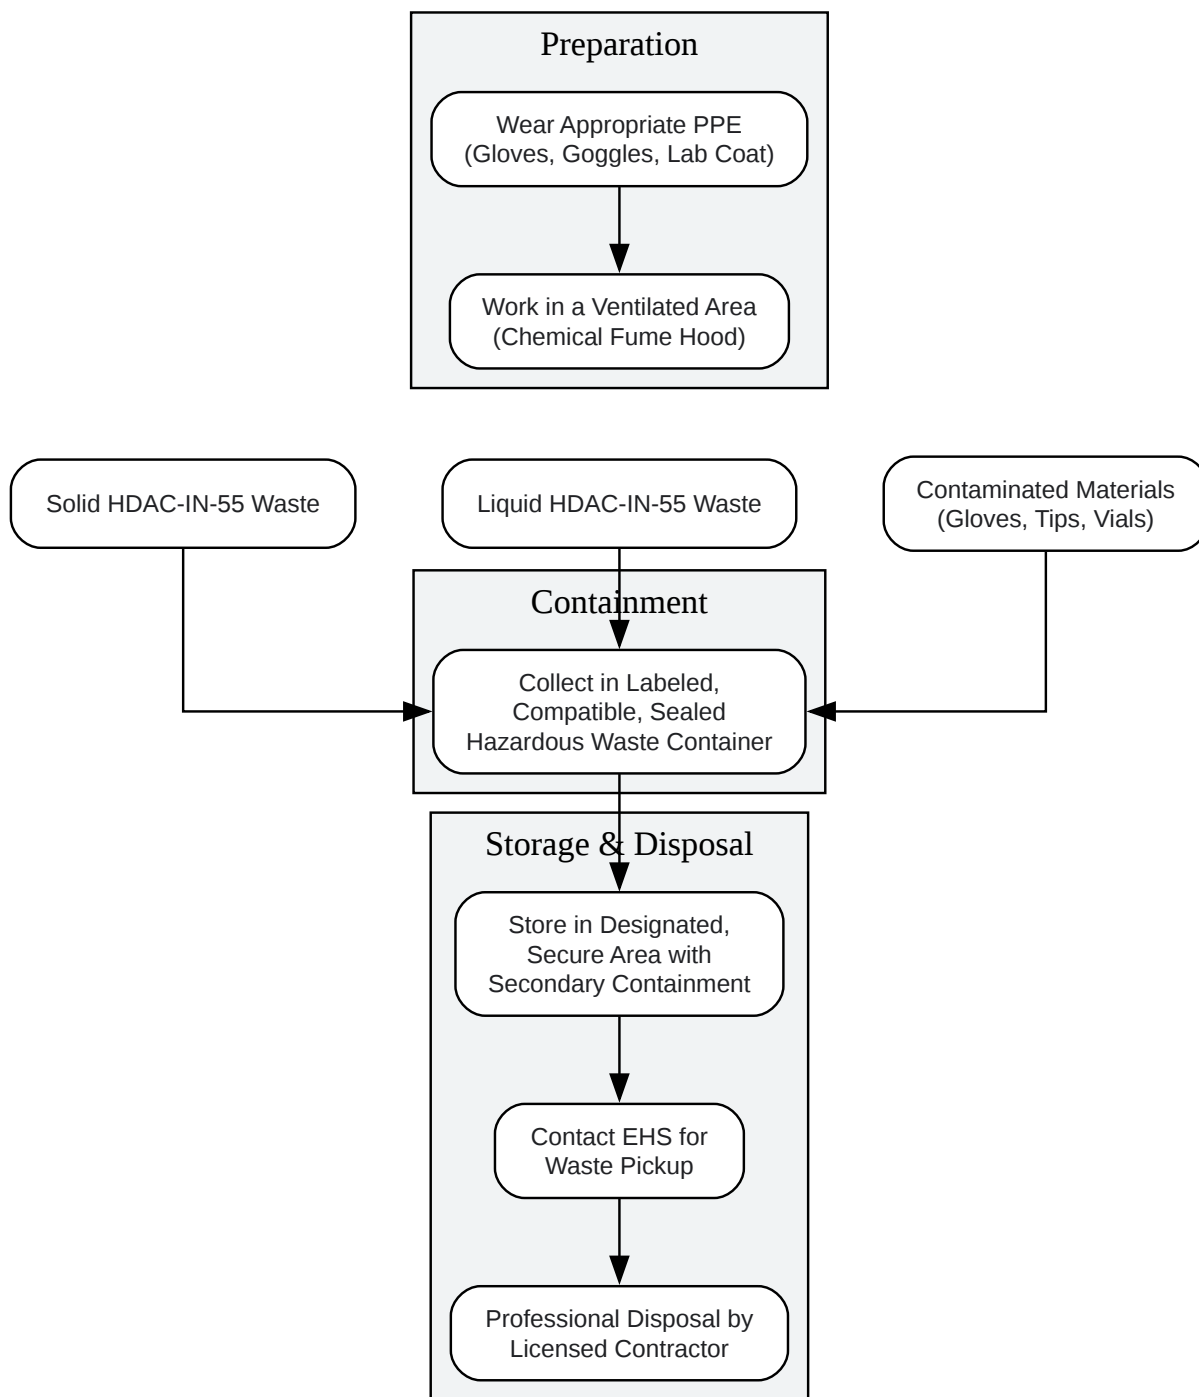 Preparation
Wear Appropriate PPE
(Gloves, Goggles, Lab Coat)
Work in a Ventilated Area
(Chemical Fume Hood)
Solid HDAC-IN-55 Waste
Liquid HDAC-IN-55 Waste
Contaminated Materials
(Gloves, Tips, Vials)
Containment
Collect in Labeled,
Compatible, Sealed
Hazardous Waste Container
Storage & Disposal
Store in Designated,
Secure Area with
Secondary Containment
Contact EHS for
Waste Pickup
Professional Disposal by
Licensed Contractor